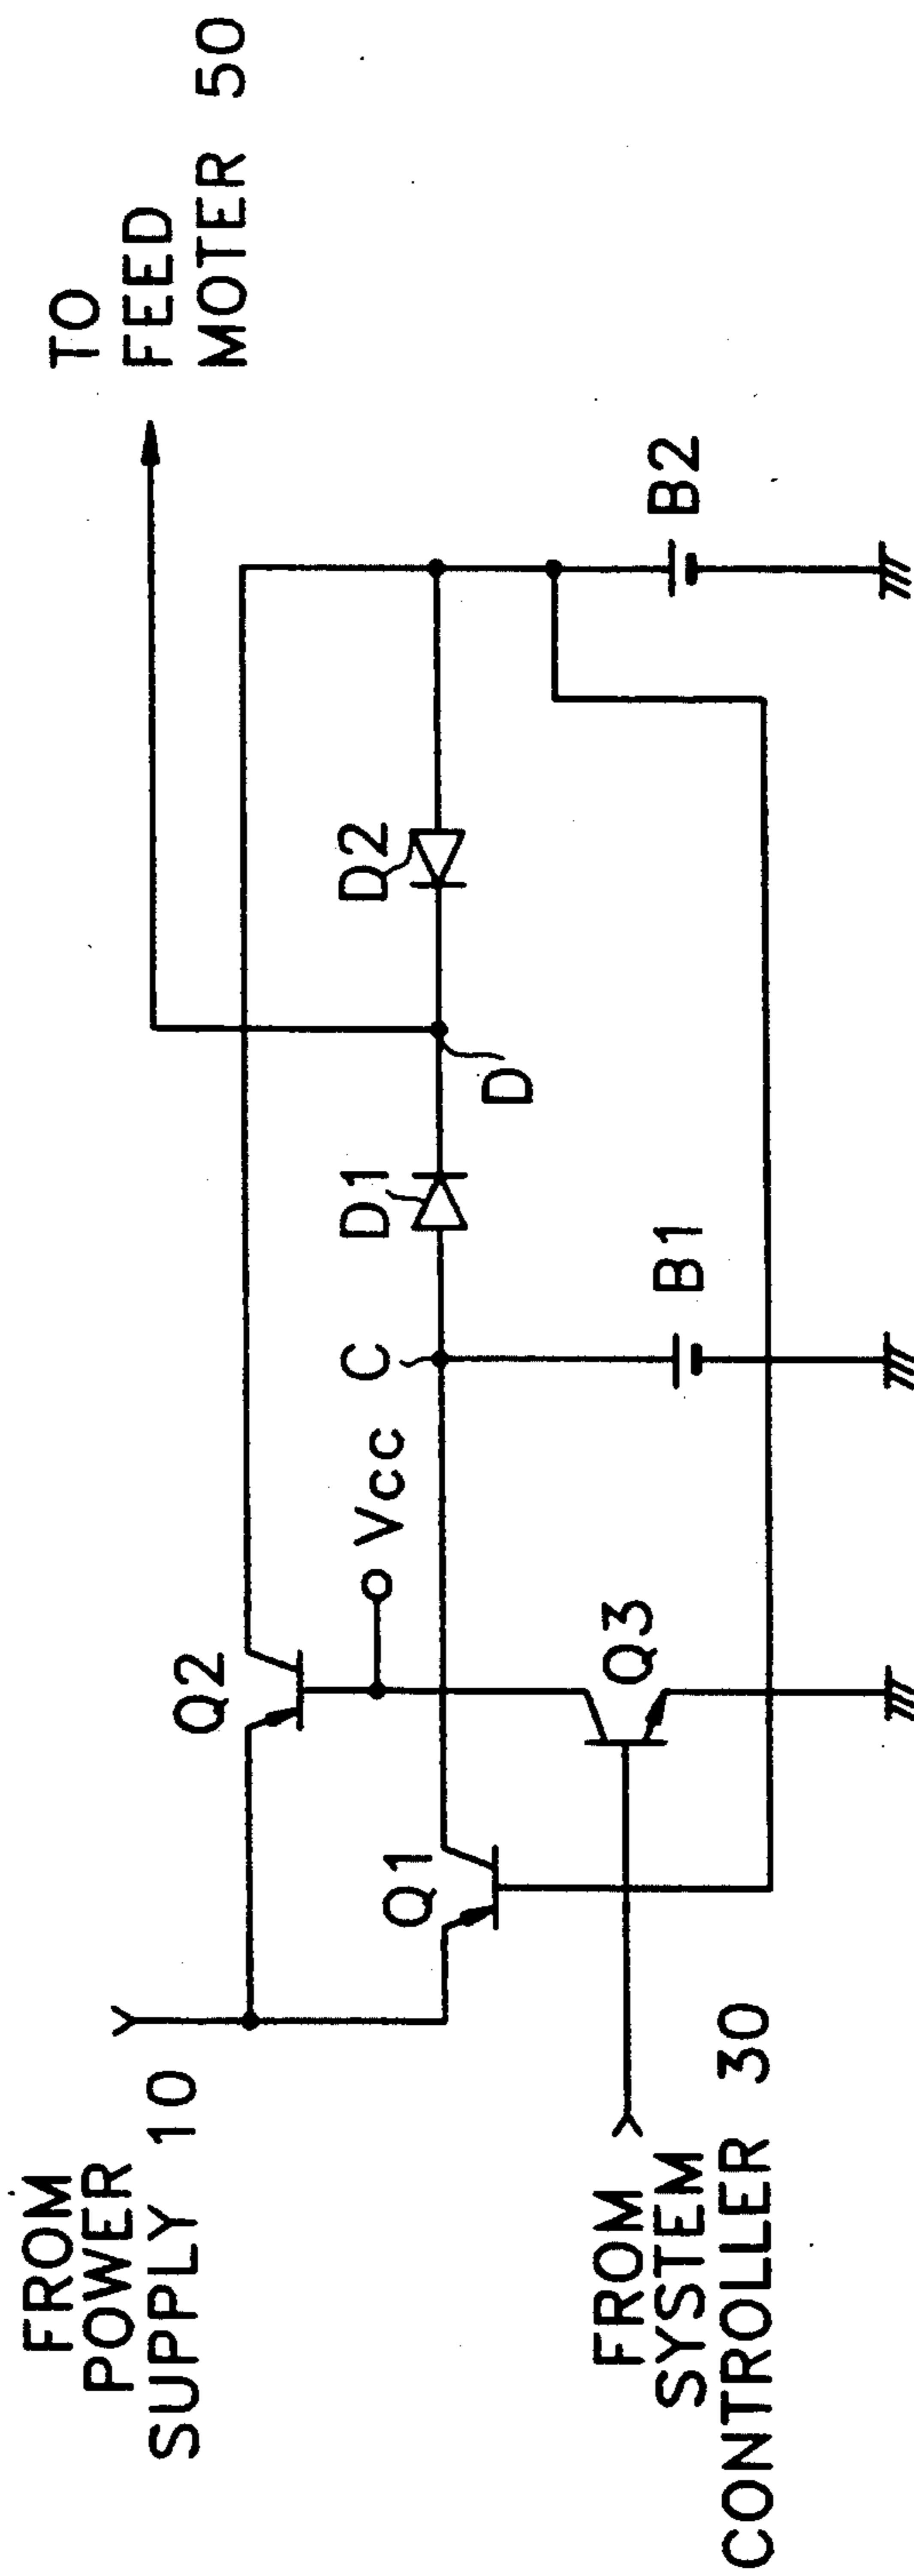 FROM
POWER
SUPPLY 10
Q2
TO
FEED
MOTER 50
Vcc
C
D1
D2
Q1
D
FROM
SYSTEM
CONTROLLER 30
Q3
B1
B2